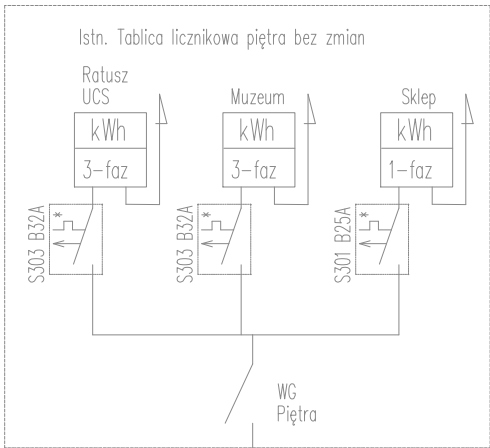 Istn. Tablica licznikowa piętra bez zmian
Ratusz
UCS
Muzeum
Sklep
kWh
3-faz
kWh
3-faz
kWh
1-faz
S303 B32A
S303 B32A
S301 B25A
*
*
*
WG
Piętra